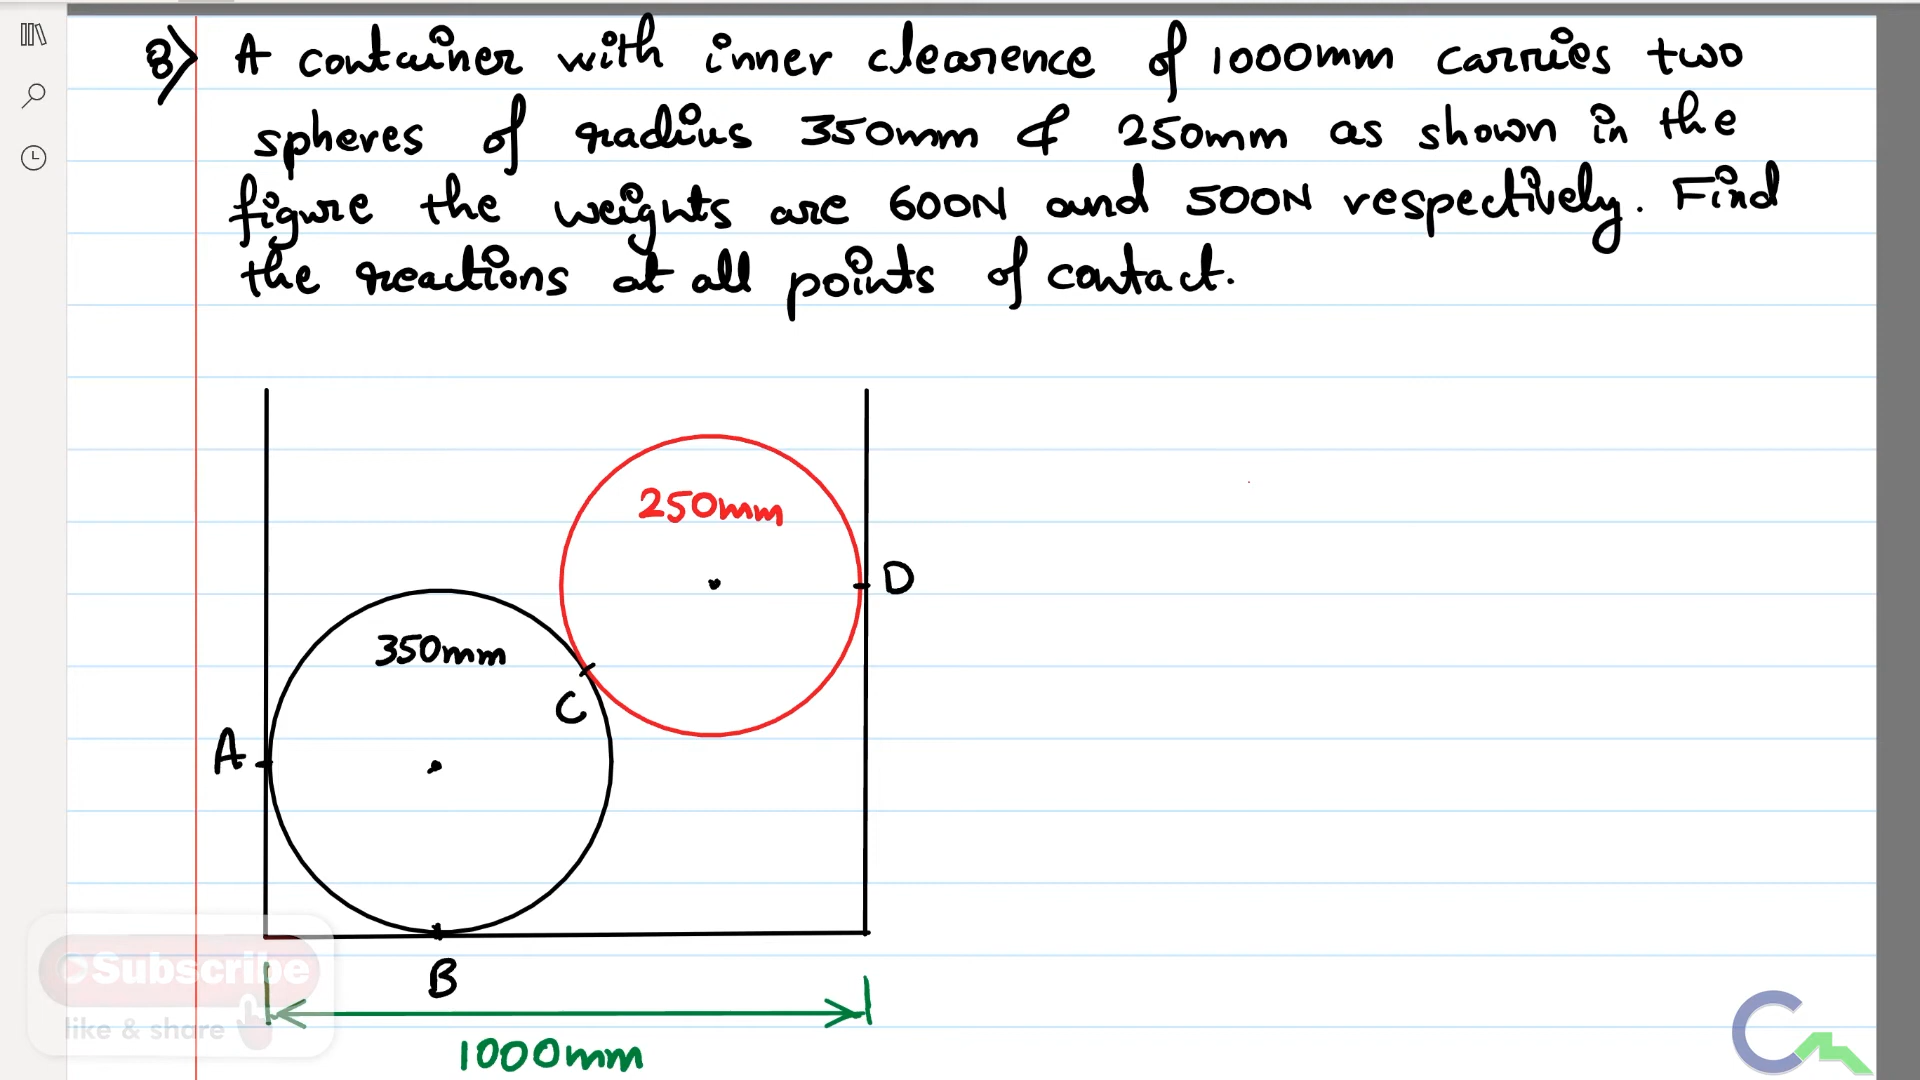 8) A container with inner clearence of 1000mm carries two
spheres of radius 350mm & 250mm as shown in the
figure the weights are 600N and 500N respectively. Find
the reactions at all points of contact.
250mm
D
350mm
C
A
B
Subscribe
like & share
1000mm